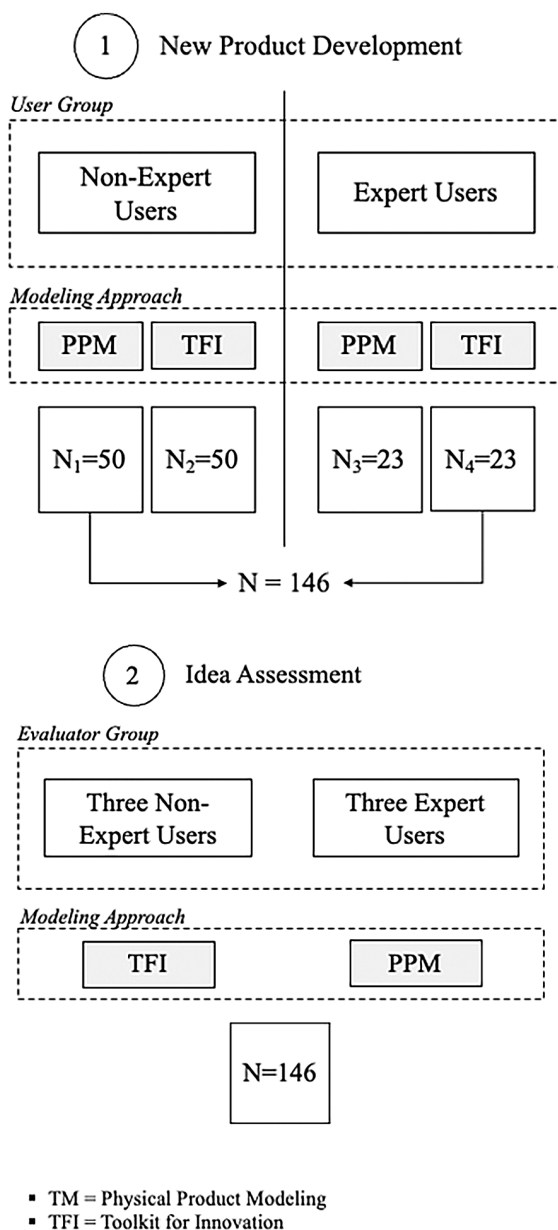 1 New Product Development
User Group
Non-Expert
Users
Expert Users
Modeling Approach
PPM TFI PPM TFI
N₁=50 N₂=50 N₃=23 N₄=23
N = 146
2 Idea Assessment
Evaluator Group
Three Non-
Expert Users
Three Expert
Users
Modeling Approach
TFI PPM
N=146
▪ TM = Physical Product Modeling
▪ TFI = Toolkit for Innovation